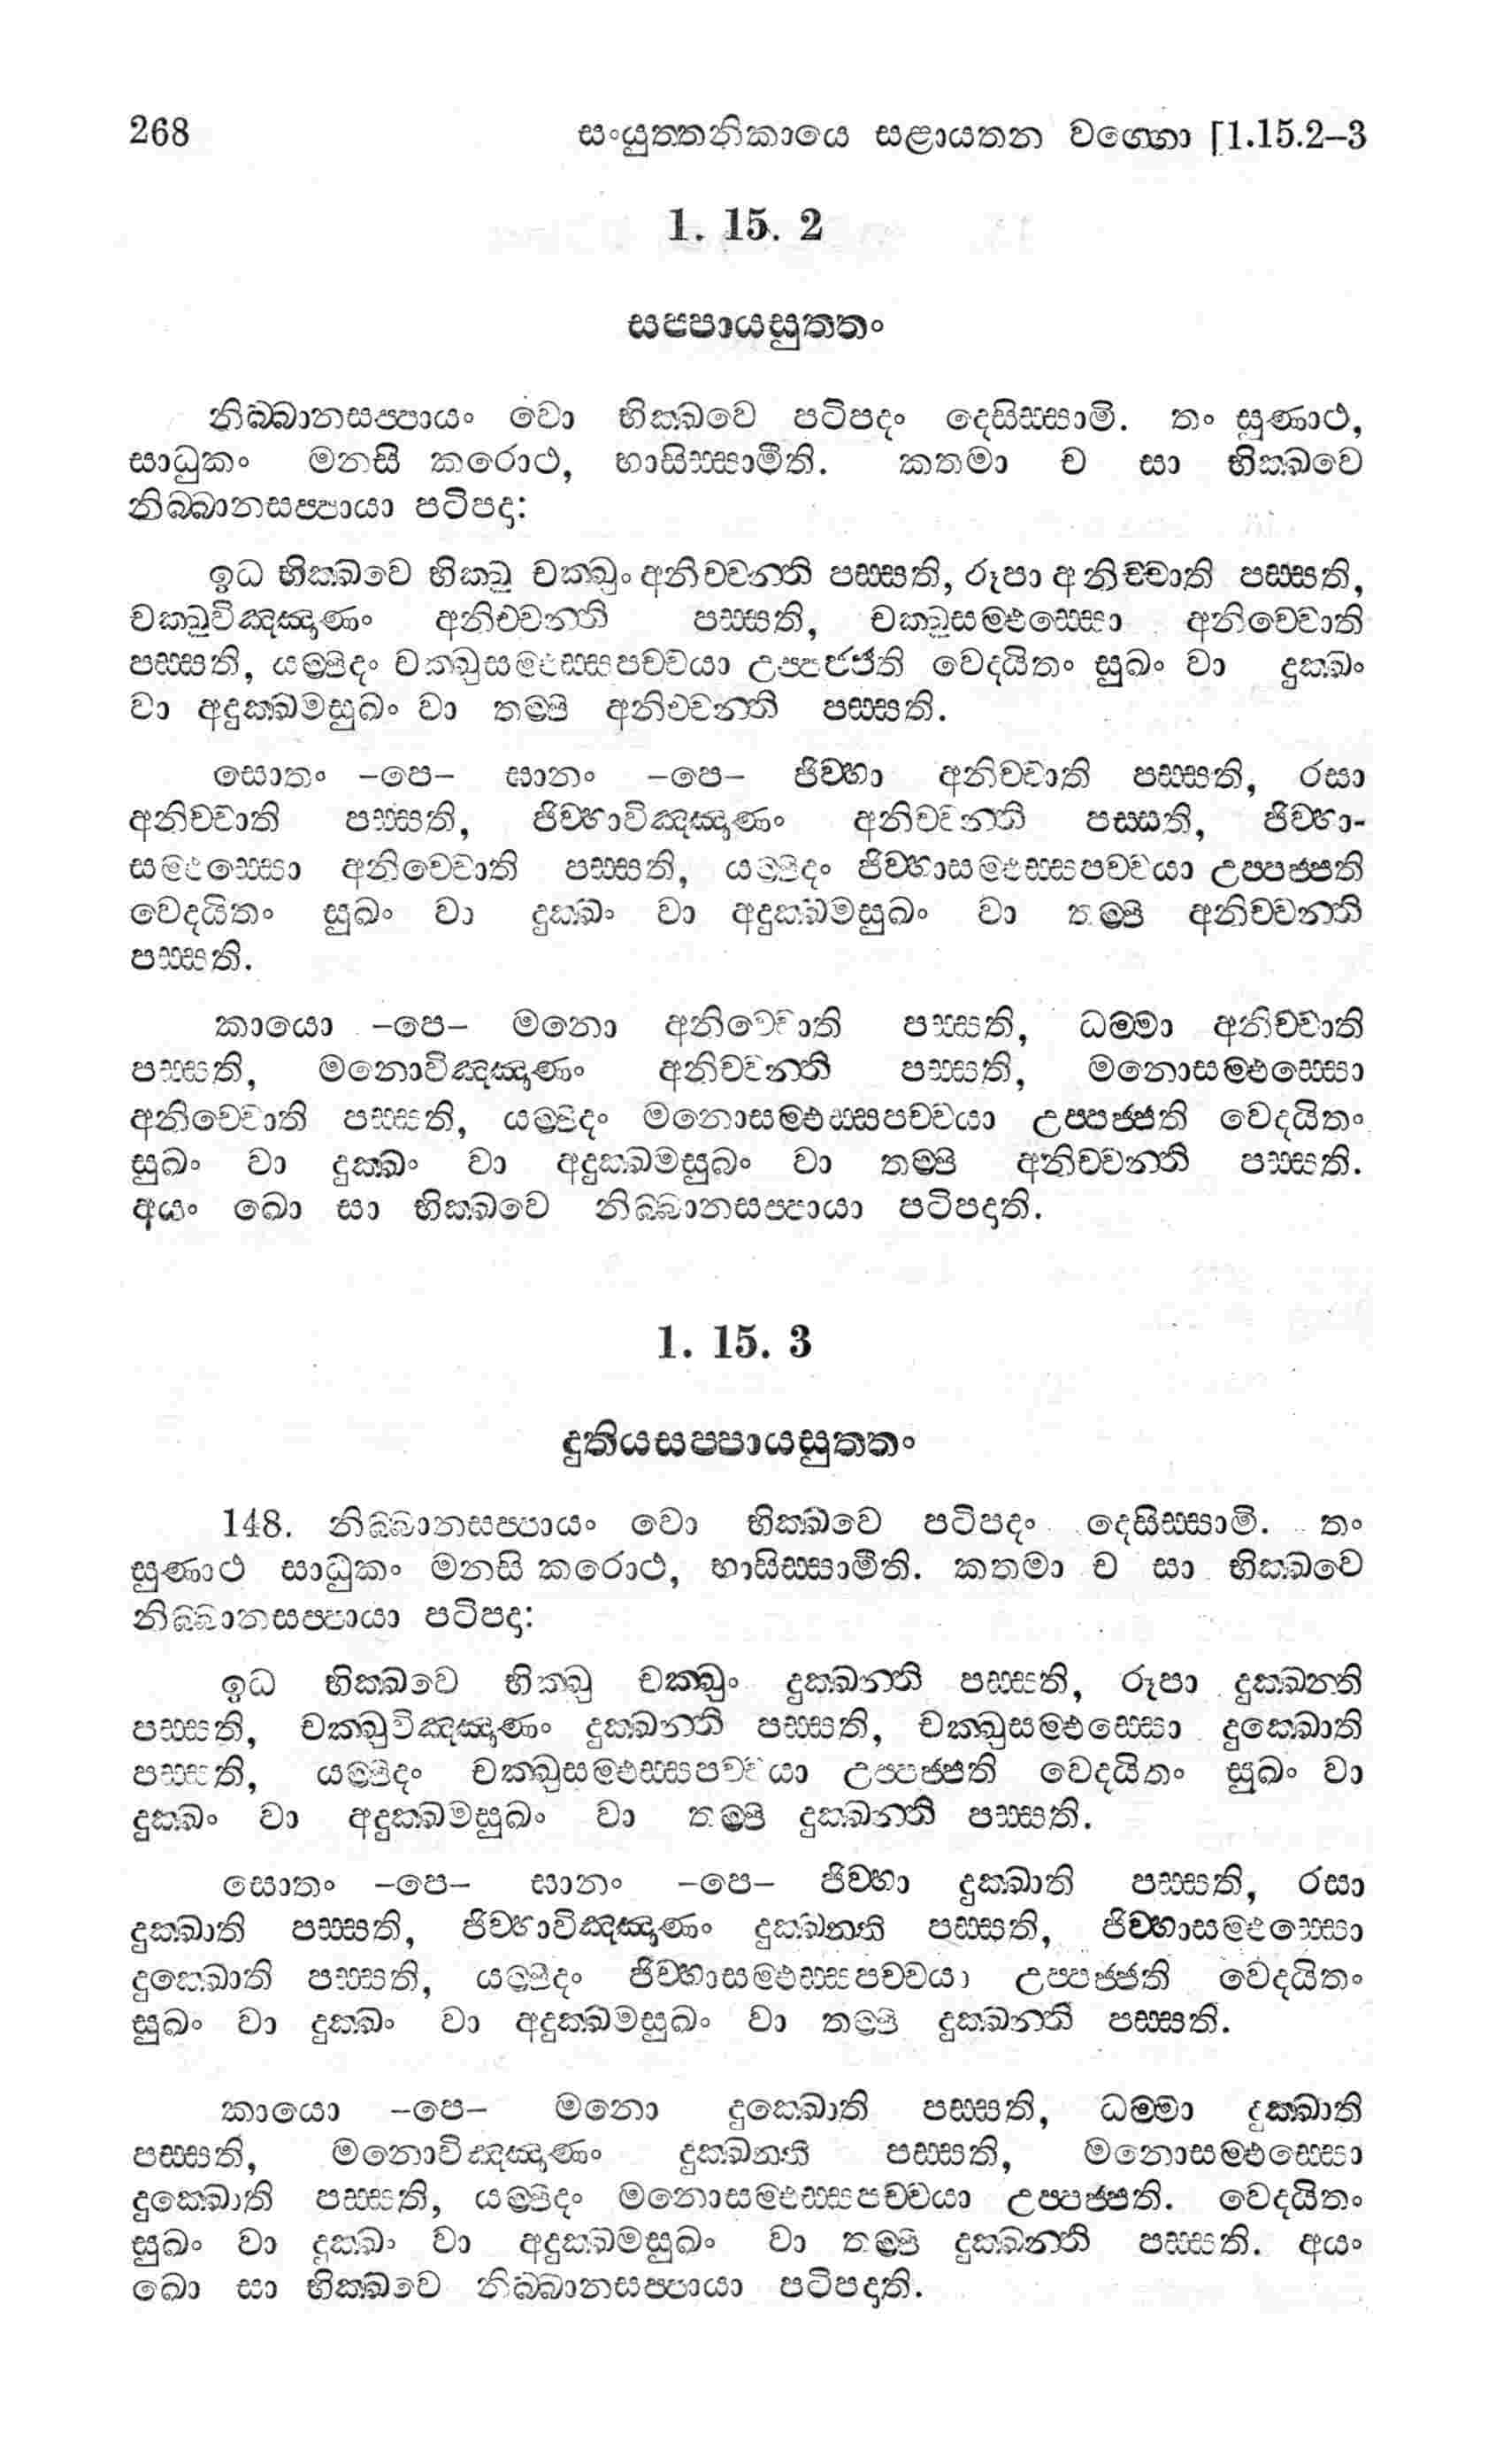 268 සංයුත්තනිකායෙ සළායතන වග්ගො [1.15.2–3
1. 15. 2
සප්පායසුත්තං
නිබ්බානසප්පායං වො භික්ඛවෙ පටිපදං දෙසිස්සාමි. තං සුණාථ,
සාධුකං මනසි කරොථ, භාසිස්සාමීති. කතමා ච සා භික්ඛවෙ
නිබ්බානසප්පායා පටිපදා:
ඉධ භික්ඛවෙ භික්ඛු චක්ඛුං අනිච්චන්ති පස්සති, රූපා අනිච්චාති පස්සති,
චක්ඛුවිඤ්ඤාණං අනිච්චන්ති පස්සති, චක්ඛුසම්ඵස්සො අනිච්චොති
පස්සති, යම්පිදං චක්ඛුසම්ඵස්සපච්චයා උප්පජ්ජති වෙදයිතං සුඛං වා දුක්ඛං
වා අදුක්ඛමසුඛං වා තම්පි අනිච්චන්ති පස්සති.
සොතං –පෙ– ඝානං –පෙ– ජිව්හා අනිච්චාති පස්සති, රසා
අනිච්චාති පස්සති, ජිව්හාවිඤ්ඤාණං අනිච්චන්ති පස්සති, ජිව්හා-
සම්ඵස්සො අනිච්චොති පස්සති, යම්පිදං ජිව්හාසම්ඵස්සපච්චයා උප්පජ්ජති
වෙදයිතං සුඛං වා දුක්ඛං වා අදුක්ඛමසුඛං වා තම්පි අනිච්චන්ති
පස්සති.
කායො –පෙ– මනො අනිච්චොති පස්සති, ධම්මා අනිච්චාති
පස්සති, මනොවිඤ්ඤාණං අනිච්චන්ති පස්සති, මනොසම්ඵස්සො
අනිච්චොති පස්සති, යම්පිදං මනොසම්ඵස්සපච්චයා උප්පජ්ජති වෙදයිතං
සුඛං වා දුක්ඛං වා අදුක්ඛමසුඛං වා තම්පි අනිච්චන්ති පස්සති.
අයං ඛො සා භික්ඛවෙ නිබ්බානසප්පායා පටිපදාති.
1. 15. 3
දුතියසප්පායසුත්තං
148. නිබ්බානසප්පායං වො භික්ඛවෙ පටිපදං දෙසිස්සාමි. තං
සුණාථ සාධුකං මනසි කරොථ, භාසිස්සාමීති. කතමා ච සා භික්ඛවෙ
නිබ්බානසප්පායා පටිපදා:
ඉධ භික්ඛවෙ භික්ඛු චක්ඛුං දුක්ඛන්ති පස්සති, රූපා දුක්ඛන්ති
පස්සති, චක්ඛුවිඤ්ඤාණං දුක්ඛන්ති පස්සති, චක්ඛුසම්ඵස්සො දුක්ඛොති
පස්සති, යම්පිදං චක්ඛුසම්ඵස්සපච්චයා උප්පජ්ජති වෙදයිතං සුඛං වා
දුක්ඛං වා අදුක්ඛමසුඛං වා තම්පි දුක්ඛන්ති පස්සති.
සොතං –පෙ– ඝානං –පෙ– ජිව්හා දුක්ඛාති පස්සති, රසා
දුක්ඛාති පස්සති, ජිව්හාවිඤ්ඤාණං දුක්ඛන්ති පස්සති, ජිව්හාසම්ඵස්සො
දුක්ඛොති පස්සති, යම්පිදං ජිව්හාසම්ඵස්සපච්චයා උප්පජ්ජති වෙදයිතං
සුඛං වා දුක්ඛං වා අදුක්ඛමසුඛං වා තම්පි දුක්ඛන්ති පස්සති.
කායො –පෙ– මනො දුක්ඛොති පස්සති, ධම්මා දුක්ඛාති
පස්සති, මනොවිඤ්ඤාණං දුක්ඛන්ති පස්සති, මනොසම්ඵස්සො
දුක්ඛොති පස්සති, යම්පිදං මනොසම්ඵස්සපච්චයා උප්පජ්ජති. වෙදයිතං
සුඛං වා දුක්ඛං වා අදුක්ඛමසුඛං වා තම්පි දුක්ඛන්ති පස්සති. අයං
ඛො සා භික්ඛවෙ නිබ්බානසප්පායා පටිපදාති.